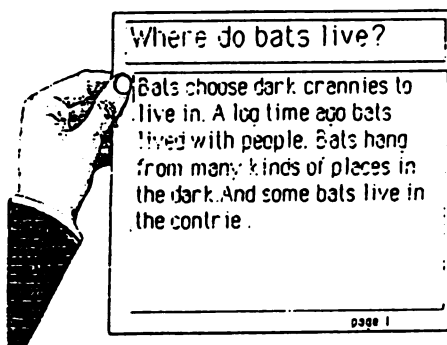 Where do bats live?
Bats choose dark crannies to
live in. A log time ago bats
lived with people. Bats hang
from many kinds of places in
the dark. And some bats live in
the contrie.
page 1